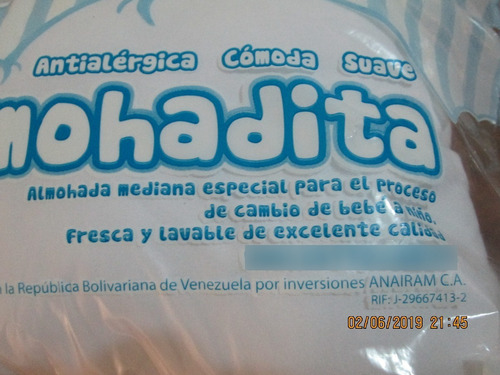 Antialérgica Cómoda Suave
mohadita
Almohada mediana especial para el proceso
de cambio de bebé a niño.
Fresca y lavable de excelente calida
la República Bolivariana de Venezuela por inversiones ANAIRAM C.A.
RIF: J-29667413-2
02/06/2019 21:45